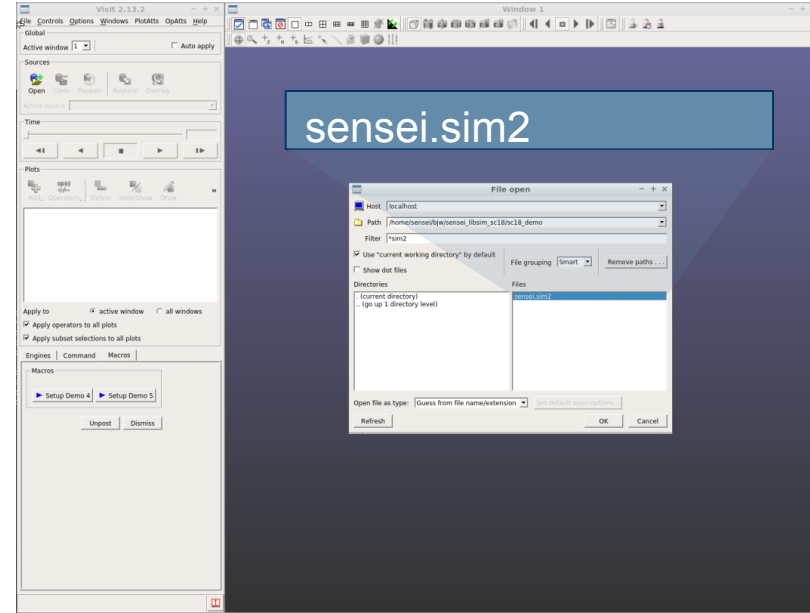 VisIt 2.13.2
File Controls Options Windows PlotAtts OpAtts Help
Global
Active window 1 Auto apply
Sources
Open Close Reopen Replace Overlay
Active source
Time
Plots
Add Operators Delete Hide/Show Draw »
Apply to active window all windows
Apply operators to all plots
Apply subset selections to all plots
Engines Command Macros
Macros
Setup Demo 4 Setup Demo 5
Unpost Dismiss
Window 1
sensei.sim2
File open
Host localhost
Path /home/sensei/bjw/sensei_libsim_sc18/sc18_demo
Filter *sim2
Use "current working directory" by default
Show dot files
File grouping Smart Remove paths . . .
Directories Files
. (current directory) sensei.sim2
.. (go up 1 directory level)
Open file as type: Guess from file name/extension Set default open options...
Refresh OK Cancel